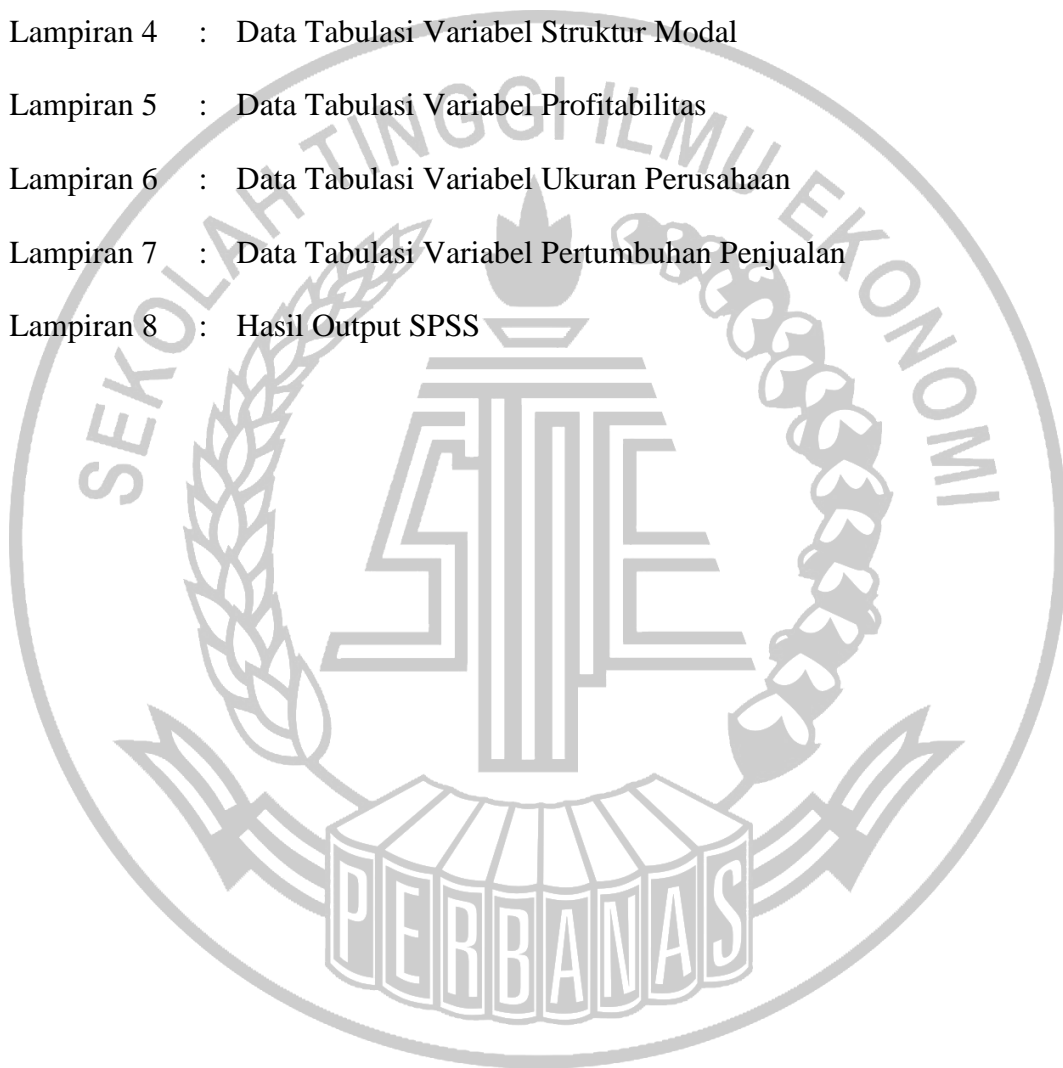 Lampiran 4 : Data Tabulasi Variabel Struktur Modal
Lampiran 5 : Data Tabulasi Variabel Profitabilitas
Lampiran 6 : Data Tabulasi Variabel Ukuran Perusahaan
Lampiran 7 : Data Tabulasi Variabel Pertumbuhan Penjualan
Lampiran 8 : Hasil Output SPSS
SEKOLAH TINGGI ILMU EKONOMI
STIE
PERBANAS